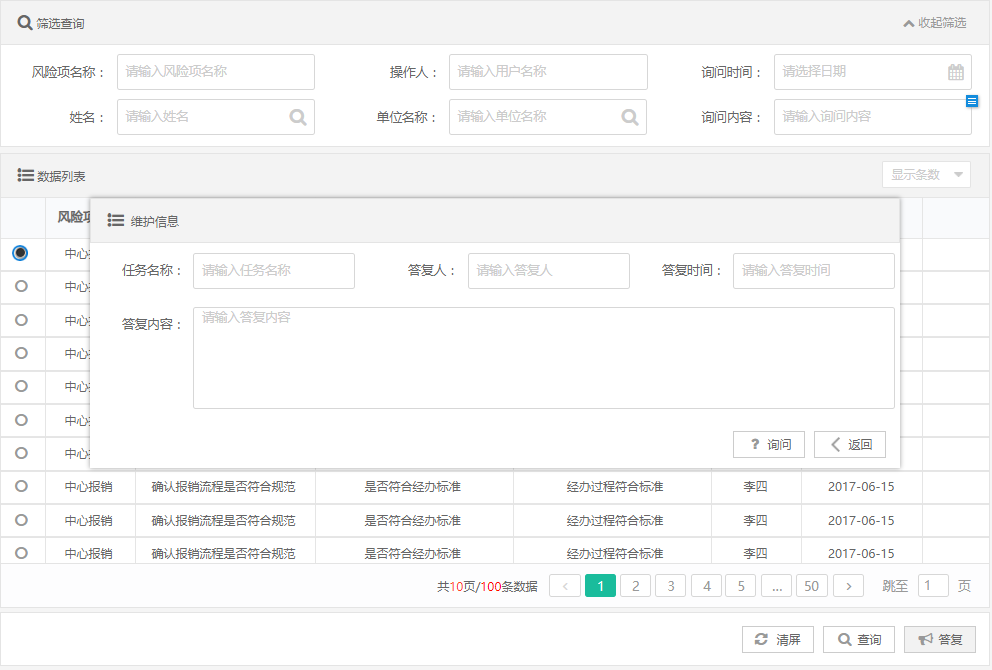 筛选查询 收起筛选
风险项名称： 请输入风险项名称 操作人： 请输入用户名称 询问时间： 请选择日期
姓名： 请输入姓名 单位名称： 请输入单位名称 询问内容： 请输入询问内容
数据列表 显示条数
风险项
维护信息
中心
任务名称： 请输入任务名称 答复人： 请输入答复人 答复时间： 请输入答复时间
中心
答复内容： 请输入答复内容
中心
中心
中心
中心
? 询问 返回
中心
中心报销 确认报销流程是否符合规范 是否符合经办标准 经办过程符合标准 李四 2017-06-15
中心报销 确认报销流程是否符合规范 是否符合经办标准 经办过程符合标准 李四 2017-06-15
中心报销 确认报销流程是否符合规范 是否符合经办标准 经办过程符合标准 李四 2017-06-15
共10页/100条数据 < 1 2 3 4 5 ... 50 > 跳至 1 页
清屏 查询 答复